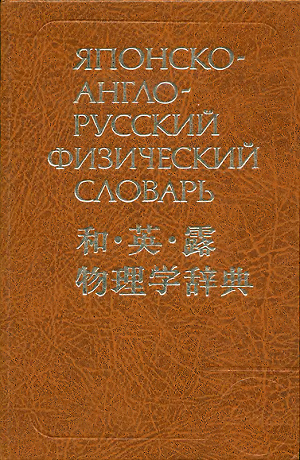 ЯПОНСКО-
АНГЛО-
РУССКИЙ
ФИЗИЧЕСКИЙ
СЛОВАРЬ
和・英・露
物理学辞典